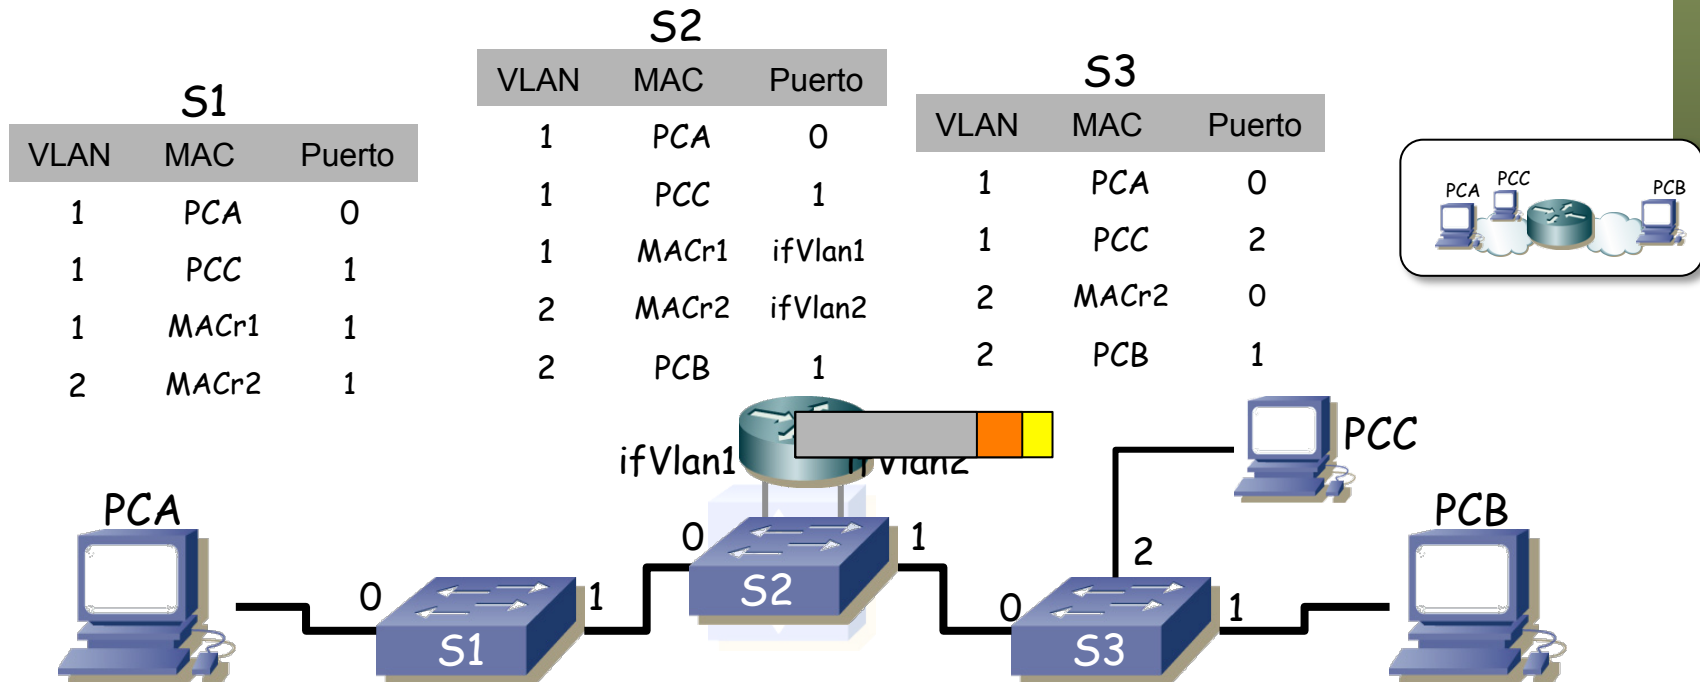 S1
VLAN MAC Puerto
1 PCA 0
1 PCC 1
1 MACr1 1
2 MACr2 1
S2
VLAN MAC Puerto
1 PCA 0
1 PCC 1
1 MACr1 ifVlan1
2 MACr2 ifVlan2
2 PCB 1
S3
VLAN MAC Puerto
1 PCA 0
1 PCC 2
2 MACr2 0
2 PCB 1
PCA PCC PCB
ifVlan1 ifVlan2
PCC
PCA
PCB
0 1
2
0 1
0 1
S2
S1
S3